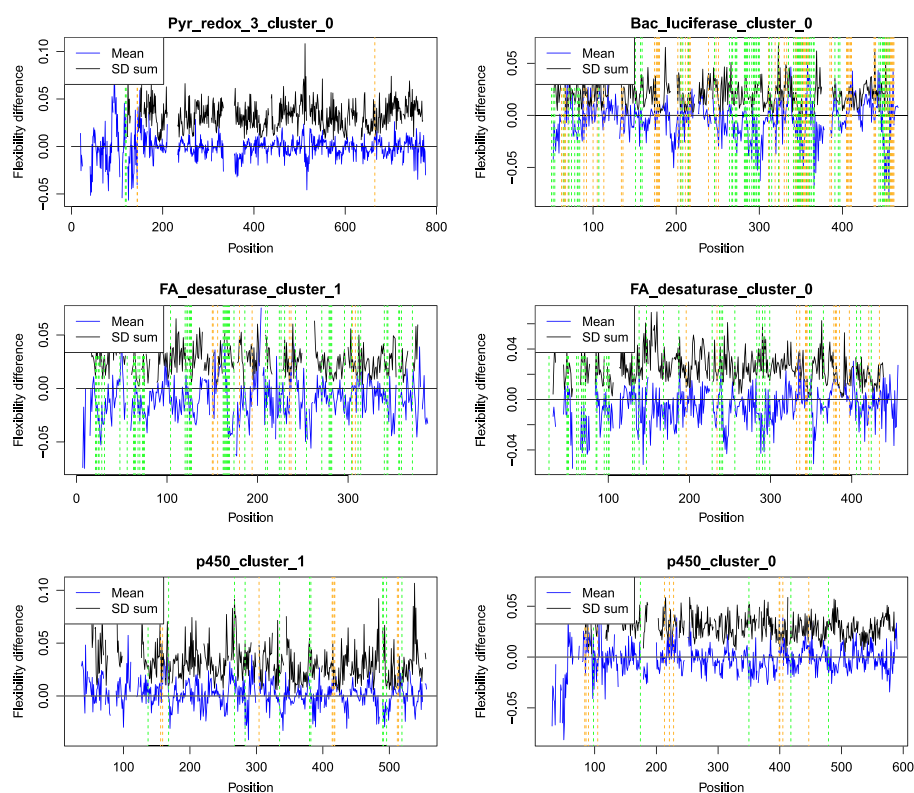 Pyr_redox_3_cluster_0
Flexibility difference
−0.05 0.00 0.05 0.10
Mean
SD sum
0 200 400 600 800
Position
Bac_luciferase_cluster_0
Flexibility difference
−0.05 0.00 0.05
Mean
SD sum
100 200 300 400
Position
FA_desaturase_cluster_1
Flexibility difference
−0.05 0.00 0.05
Mean
SD sum
0 100 200 300
Position
FA_desaturase_cluster_0
Flexibility difference
−0.04 0.00 0.04
Mean
SD sum
100 200 300 400
Position
p450_cluster_1
Flexibility difference
0.00 0.05 0.10
Mean
SD sum
100 200 300 400 500
Position
p450_cluster_0
Flexibility difference
−0.05 0.00 0.05
Mean
SD sum
100 200 300 400 500 600
Position